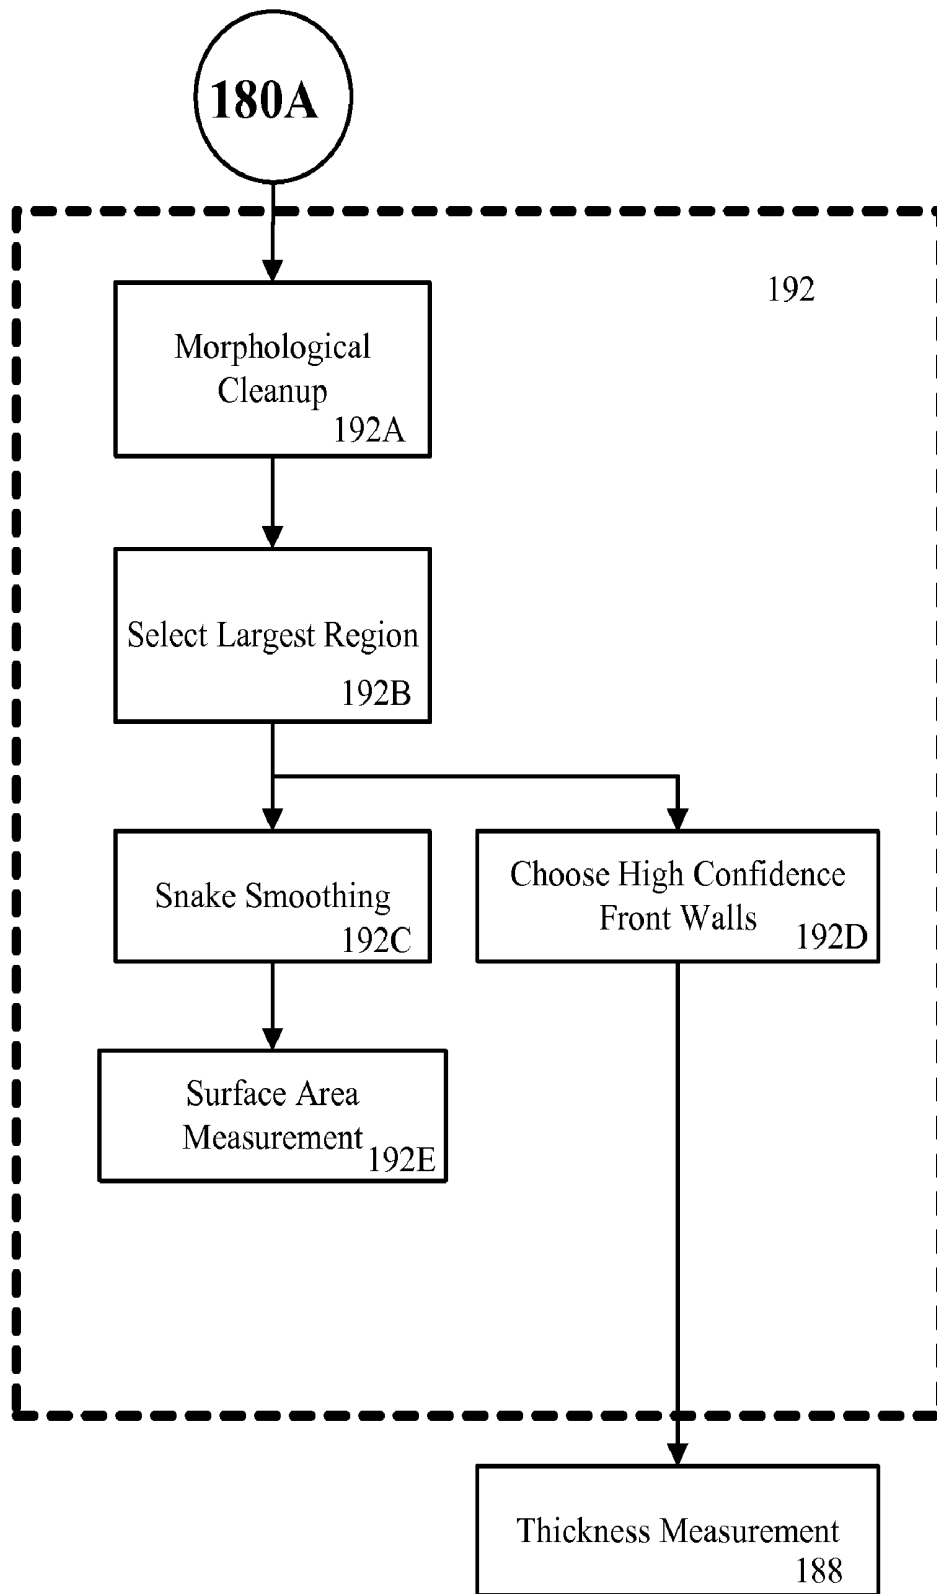 180A
192
Morphological
Cleanup
192A
Select Largest Region
192B
Snake Smoothing
192C
Choose High Confidence
Front Walls
192D
Surface Area
Measurement
192E
Thickness Measurement
188